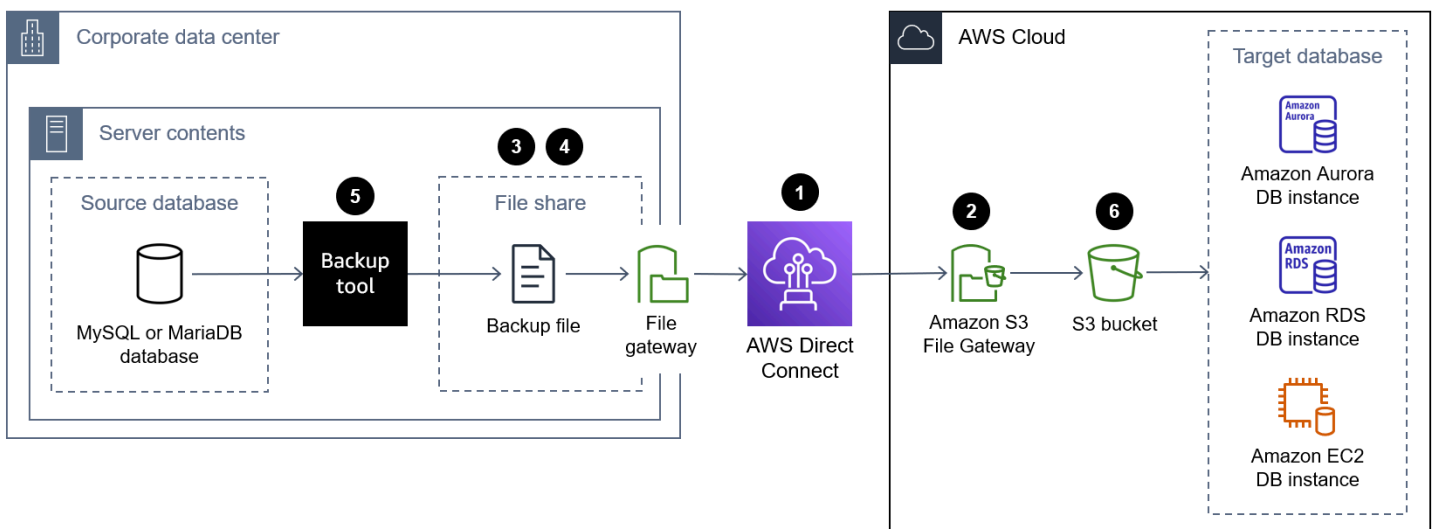 Corporate data center
Server contents
Source database
MySQL or MariaDB
database
5
Backup
tool
3
4
File share
Backup file
File
gateway
1
AWS Direct
Connect
AWS Cloud
2
Amazon S3
File Gateway
6
S3 bucket
Target database
Amazon
Aurora
Amazon Aurora
DB instance
Amazon
RDS
Amazon RDS
DB instance
Amazon EC2
DB instance